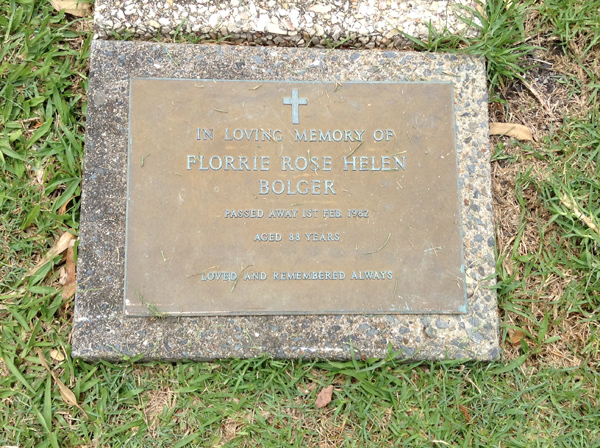 IN LOVING MEMORY OF
FLORRIE ROSE HELEN
BOLGER
PASSED AWAY 1ST FEB 1982
AGED 88 YEARS
LOVED AND REMEMBERED ALWAYS